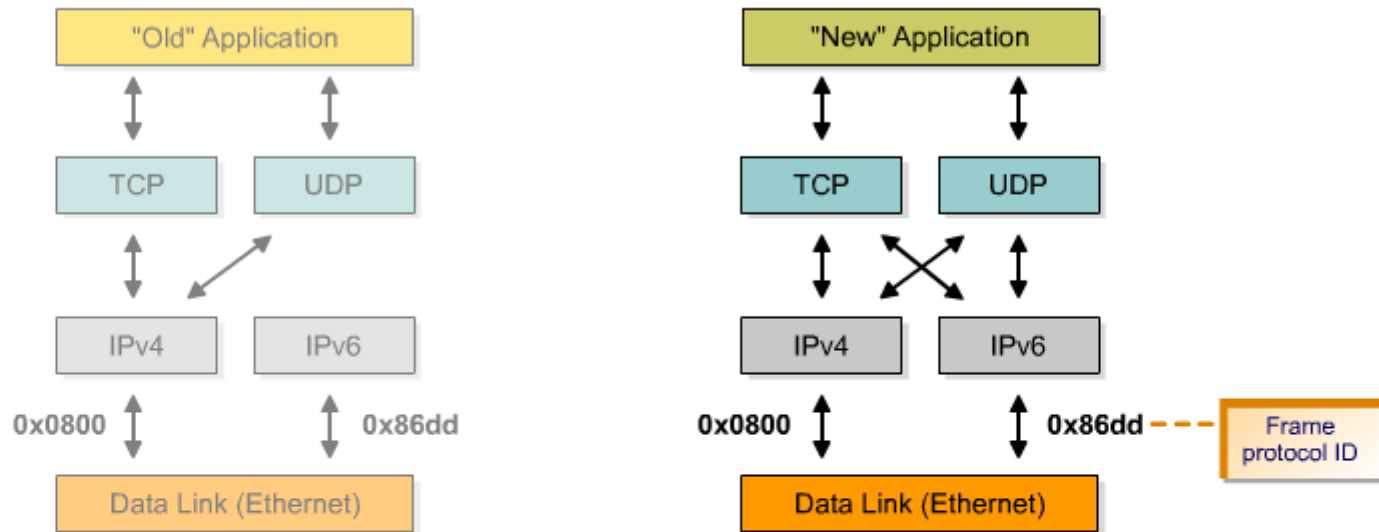 "Old" Application
TCP
UDP
IPv4
IPv6
0x0800
0x86dd
Data Link (Ethernet)
"New" Application
TCP
UDP
IPv4
IPv6
0x0800
0x86dd
Frame
protocol ID
Data Link (Ethernet)